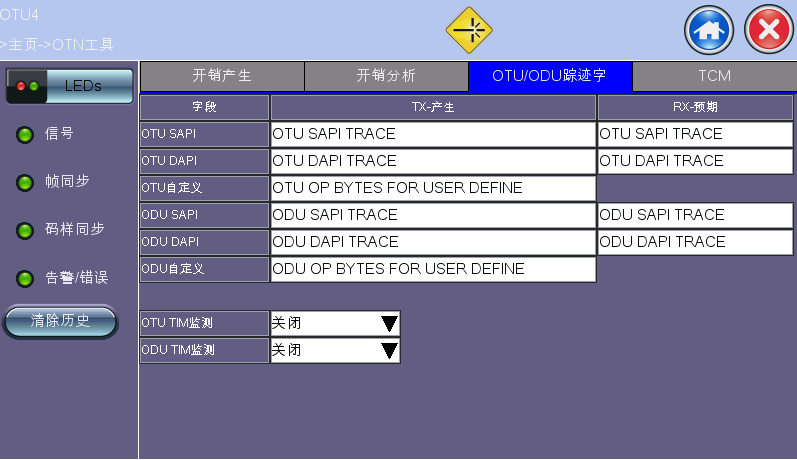 OTU4
>主页->OTN工具
LEDs
信号
帧同步
码样同步
告警/错误
清除历史
开销产生 开销分析 OTU/ODU踪迹字 TCM
字段 TX-产生 RX-预期
OTU SAPI OTU SAPI TRACE OTU SAPI TRACE
OTU DAPI OTU DAPI TRACE OTU DAPI TRACE
OTU自定义 OTU OP BYTES FOR USER DEFINE
ODU SAPI ODU SAPI TRACE ODU SAPI TRACE
ODU DAPI ODU DAPI TRACE ODU DAPI TRACE
ODU自定义 ODU OP BYTES FOR USER DEFINE
OTU TIM监测 关闭
ODU TIM监测 关闭